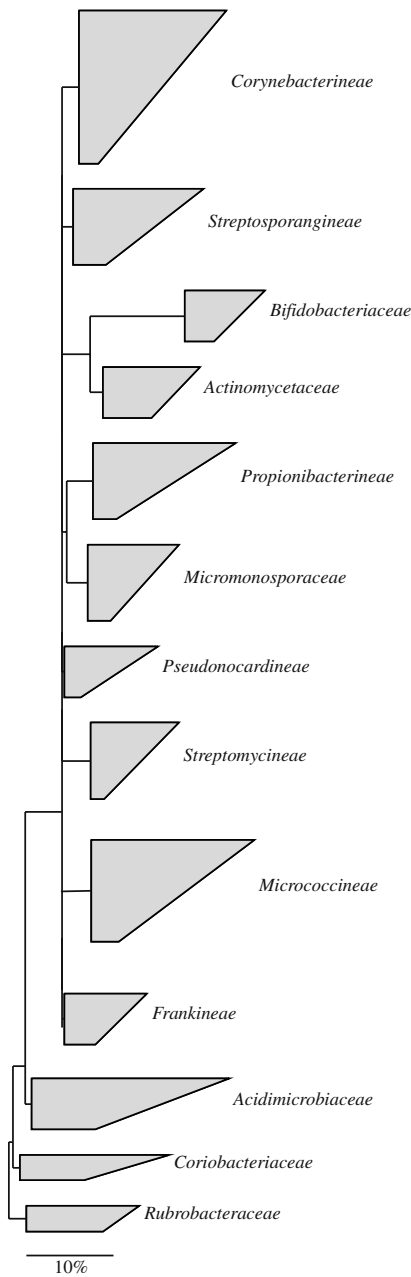 Corynebacterineae
Streptosporangineae
Bifidobacteriaceae
Actinomycetaceae
Propionibacterineae
Micromonosporaceae
Pseudonocardineae
Streptomycineae
Micrococcineae
Frankineae
Acidimicrobiaceae
Coriobacteriaceae
Rubrobacteraceae
10%